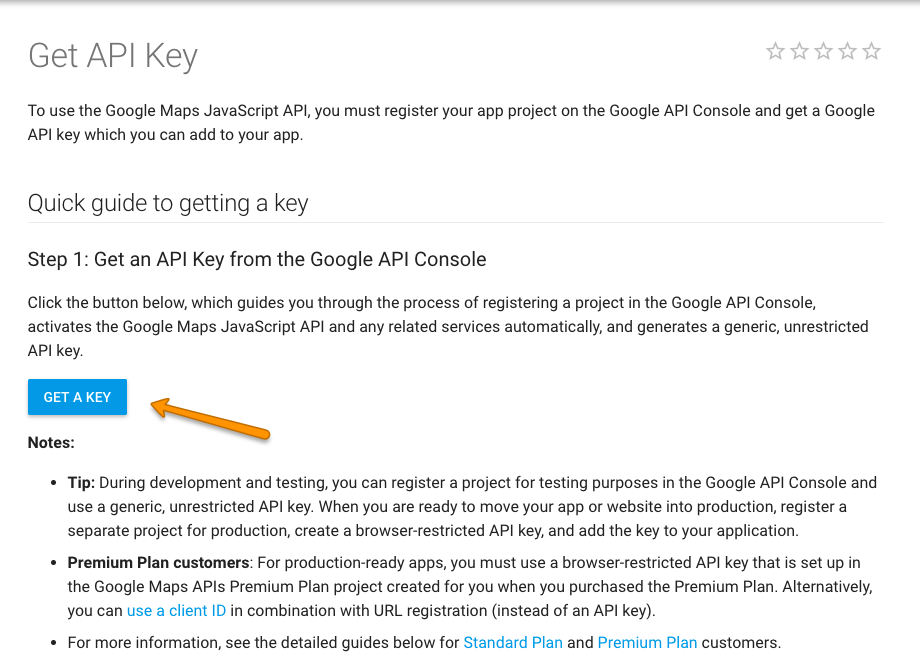 Get API Key
To use the Google Maps JavaScript API, you must register your app project on the Google API Console and get a Google
API key which you can add to your app.
Quick guide to getting a key
Step 1: Get an API Key from the Google API Console
Click the button below, which guides you through the process of registering a project in the Google API Console,
activates the Google Maps JavaScript API and any related services automatically, and generates a generic, unrestricted
API key.
GET A KEY
Notes:
• Tip: During development and testing, you can register a project for testing purposes in the Google API Console and
use a generic, unrestricted API key. When you are ready to move your app or website into production, register a
separate project for production, create a browser-restricted API key, and add the key to your application.
• Premium Plan customers: For production-ready apps, you must use a browser-restricted API key that is set up in
the Google Maps APIs Premium Plan project created for you when you purchased the Premium Plan. Alternatively,
you can use a client ID in combination with URL registration (instead of an API key).
• For more information, see the detailed guides below for Standard Plan and Premium Plan customers.